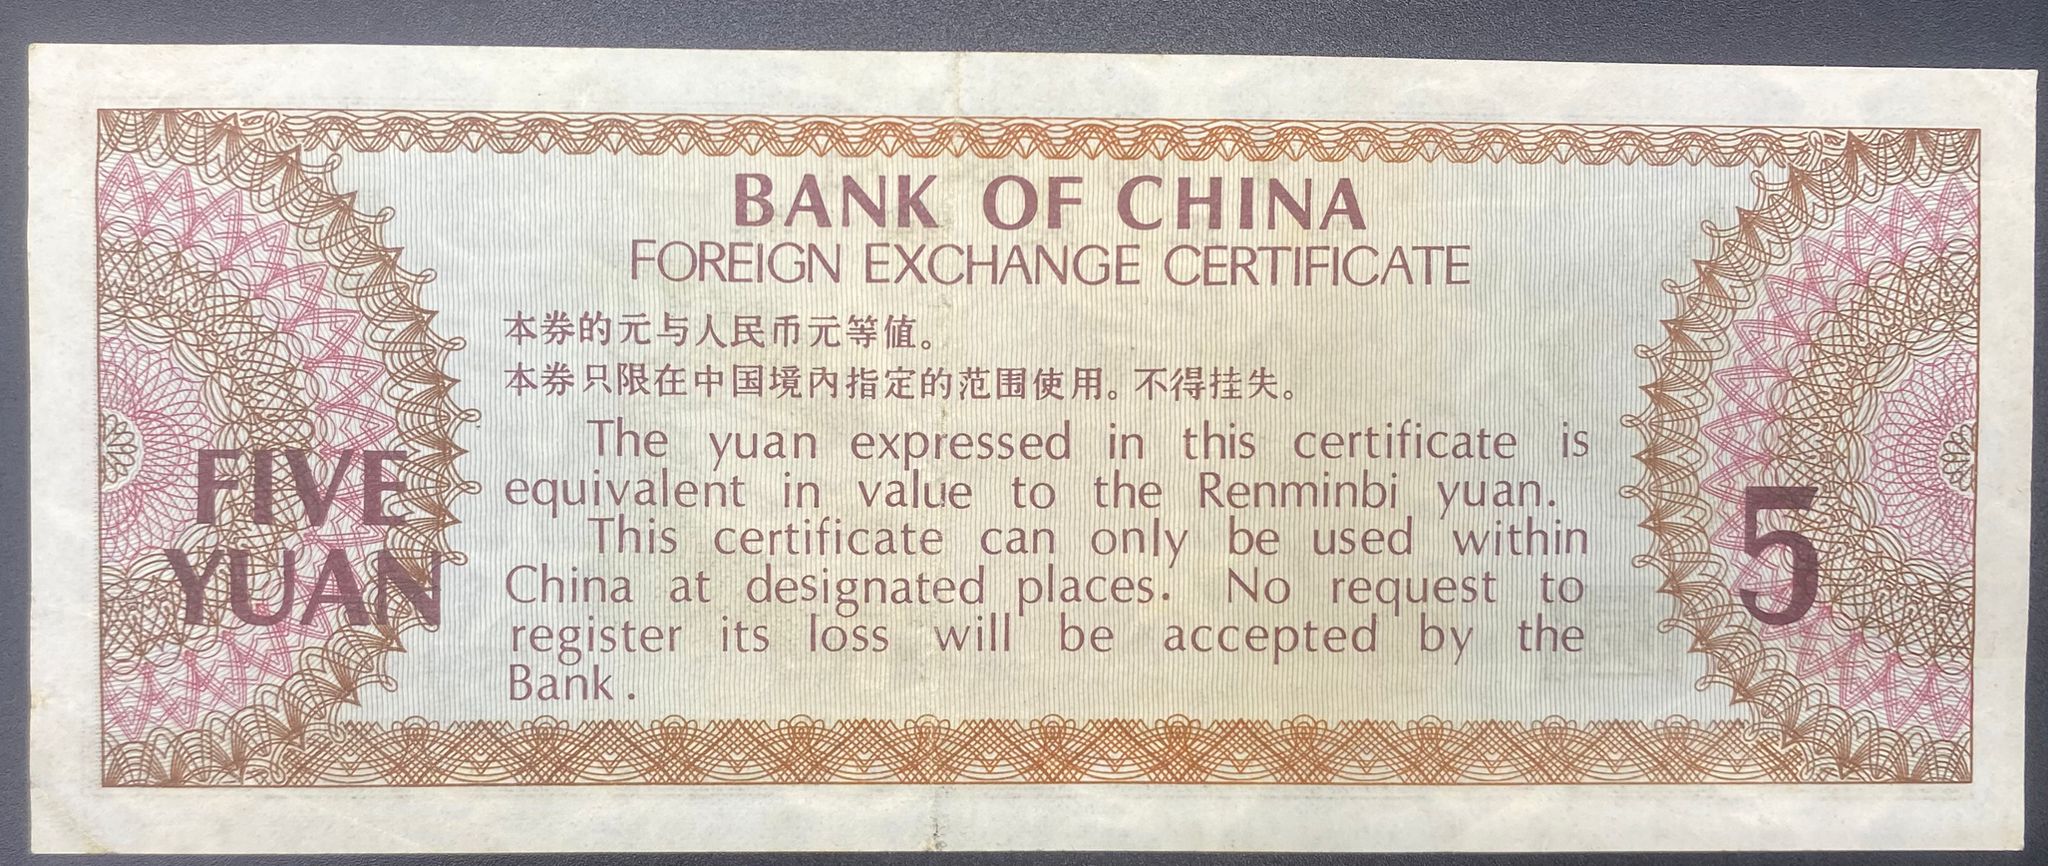 BANK OF CHINA
FOREIGN EXCHANGE CERTIFICATE
本券的元与人民币元等值。
本券只限在中国境内指定的范围使用。不得挂失。
The yuan expressed in this certificate is
equivalent in value to the Renminbi yuan.
This certificate can only be used within
China at designated places. No request to
register its loss will be accepted by the
Bank.
FIVE
YUAN
5